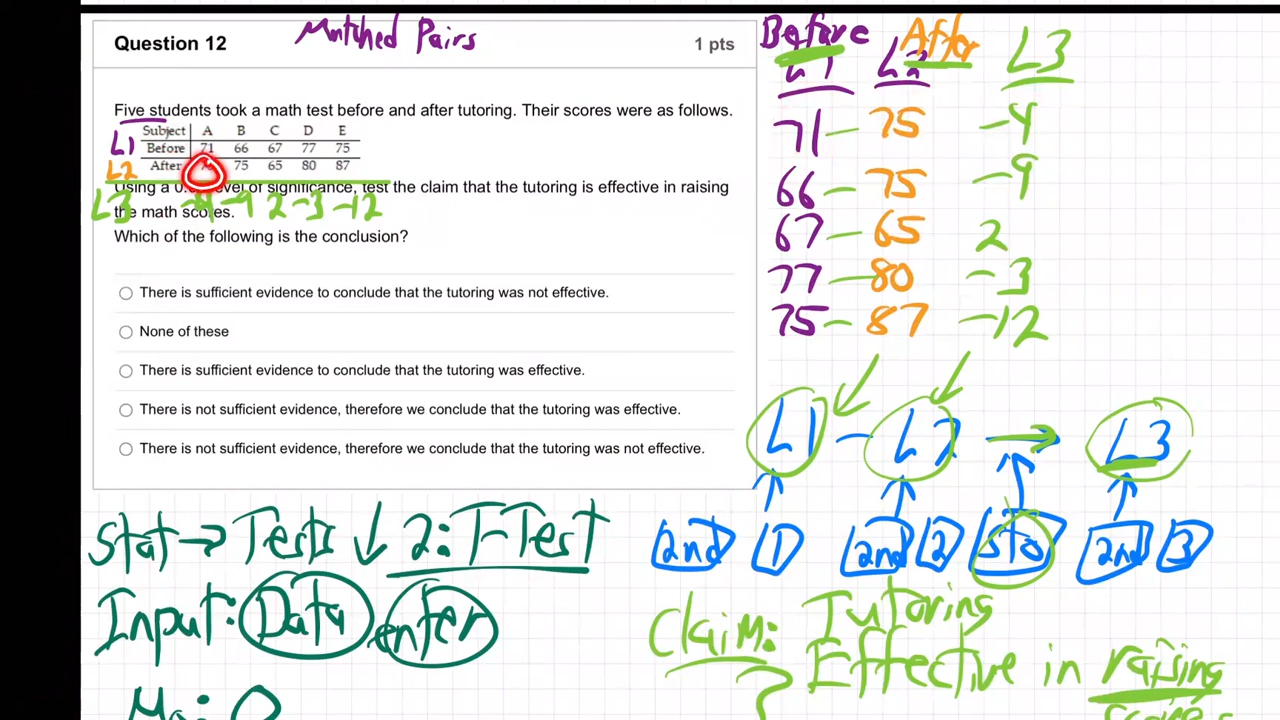 Question 12
Matched Pairs
1 pts
Five students took a math test before and after tutoring. Their scores were as follows.
L1
L2
L3
Subject A B C D E
Before 71 66 67 77 75
After 75 65 80 87
-4 -9 2 -3 -12
Using a level of significance, test the claim that the tutoring is effective in raising
the math scores.
Which of the following is the conclusion?
There is sufficient evidence to conclude that the tutoring was not effective.
None of these
There is sufficient evidence to conclude that the tutoring was effective.
There is not sufficient evidence, therefore we conclude that the tutoring was effective.
There is not sufficient evidence, therefore we conclude that the tutoring was not effective.
Before After
L1 L2 L3
71 — 75 -4
66 — 75 -9
67 — 65 2
77 — 80 -3
75 — 87 -12
L1 - L2 → L3
2nd 1 2nd 2 Sto 2nd 3
Stat → Tests ↓ 2: T-Test
Input: Data enter
Mo: 0
Claim: Tutoring
Effective in raising
scores